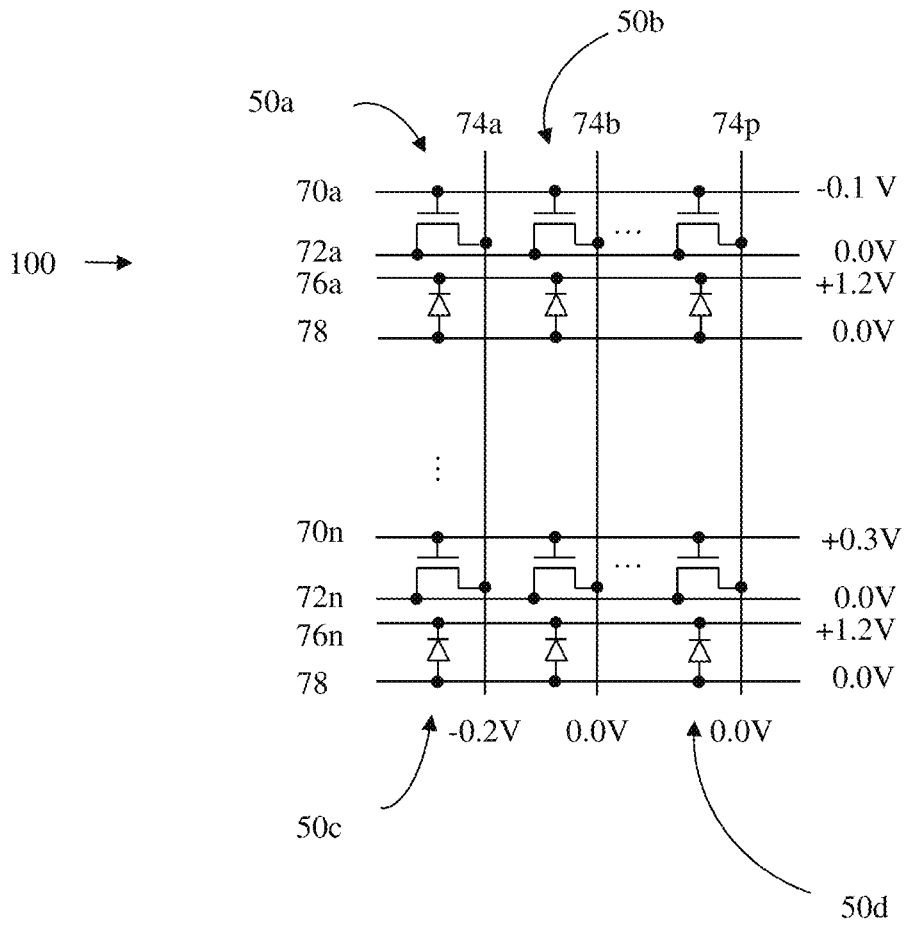 50b
50a
74a 74b 74p
70a -0.1 V
...
72a 0.0V
100
76a +1.2V
78 0.0V
70n +0.3V
...
72n 0.0V
76n +1.2V
78 0.0V
-0.2V 0.0V 0.0V
50c
50d